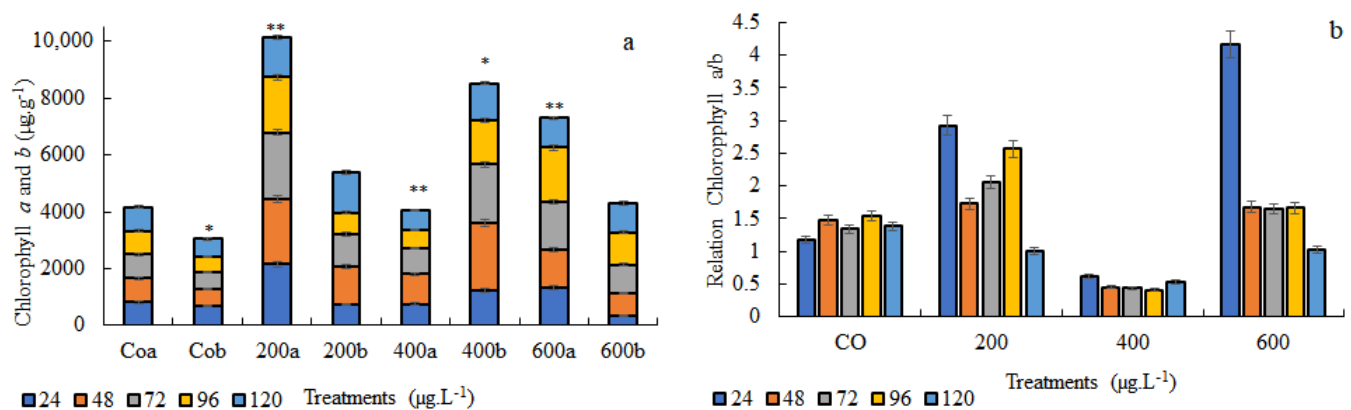 a
Chlorophyll a and b (µg.g⁻¹)
10,000
8000
6000
4000
2000
0
* ** ** * **
Coa Cob 200a 200b 400a 400b 600a 600b
Treatments (µg.L⁻¹)
24 48 72 96 120
b
Relation Chloropphyll a/b
4.5
4
3.5
3
2.5
2
1.5
1
0.5
0
CO 200 400 600
Treatments (µg.L⁻¹)
24 48 72 96 120